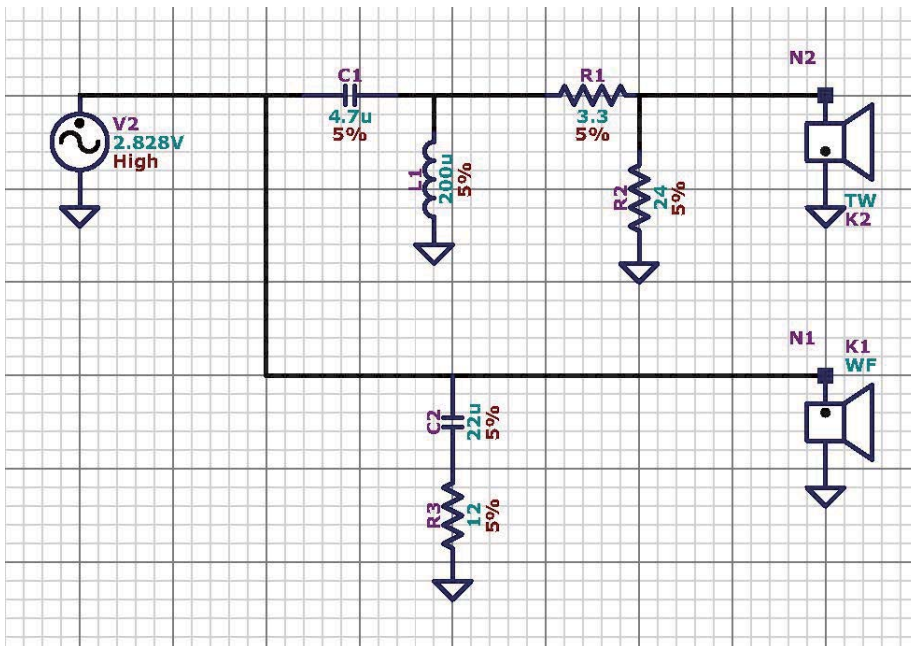 V2
2.828V
High
C1
4.7u
5%
L1
200u
5%
R1
3.3
5%
R2
24
5%
N2
TW
K2
N1
K1
WF
C2
22u
5%
R3
12
5%